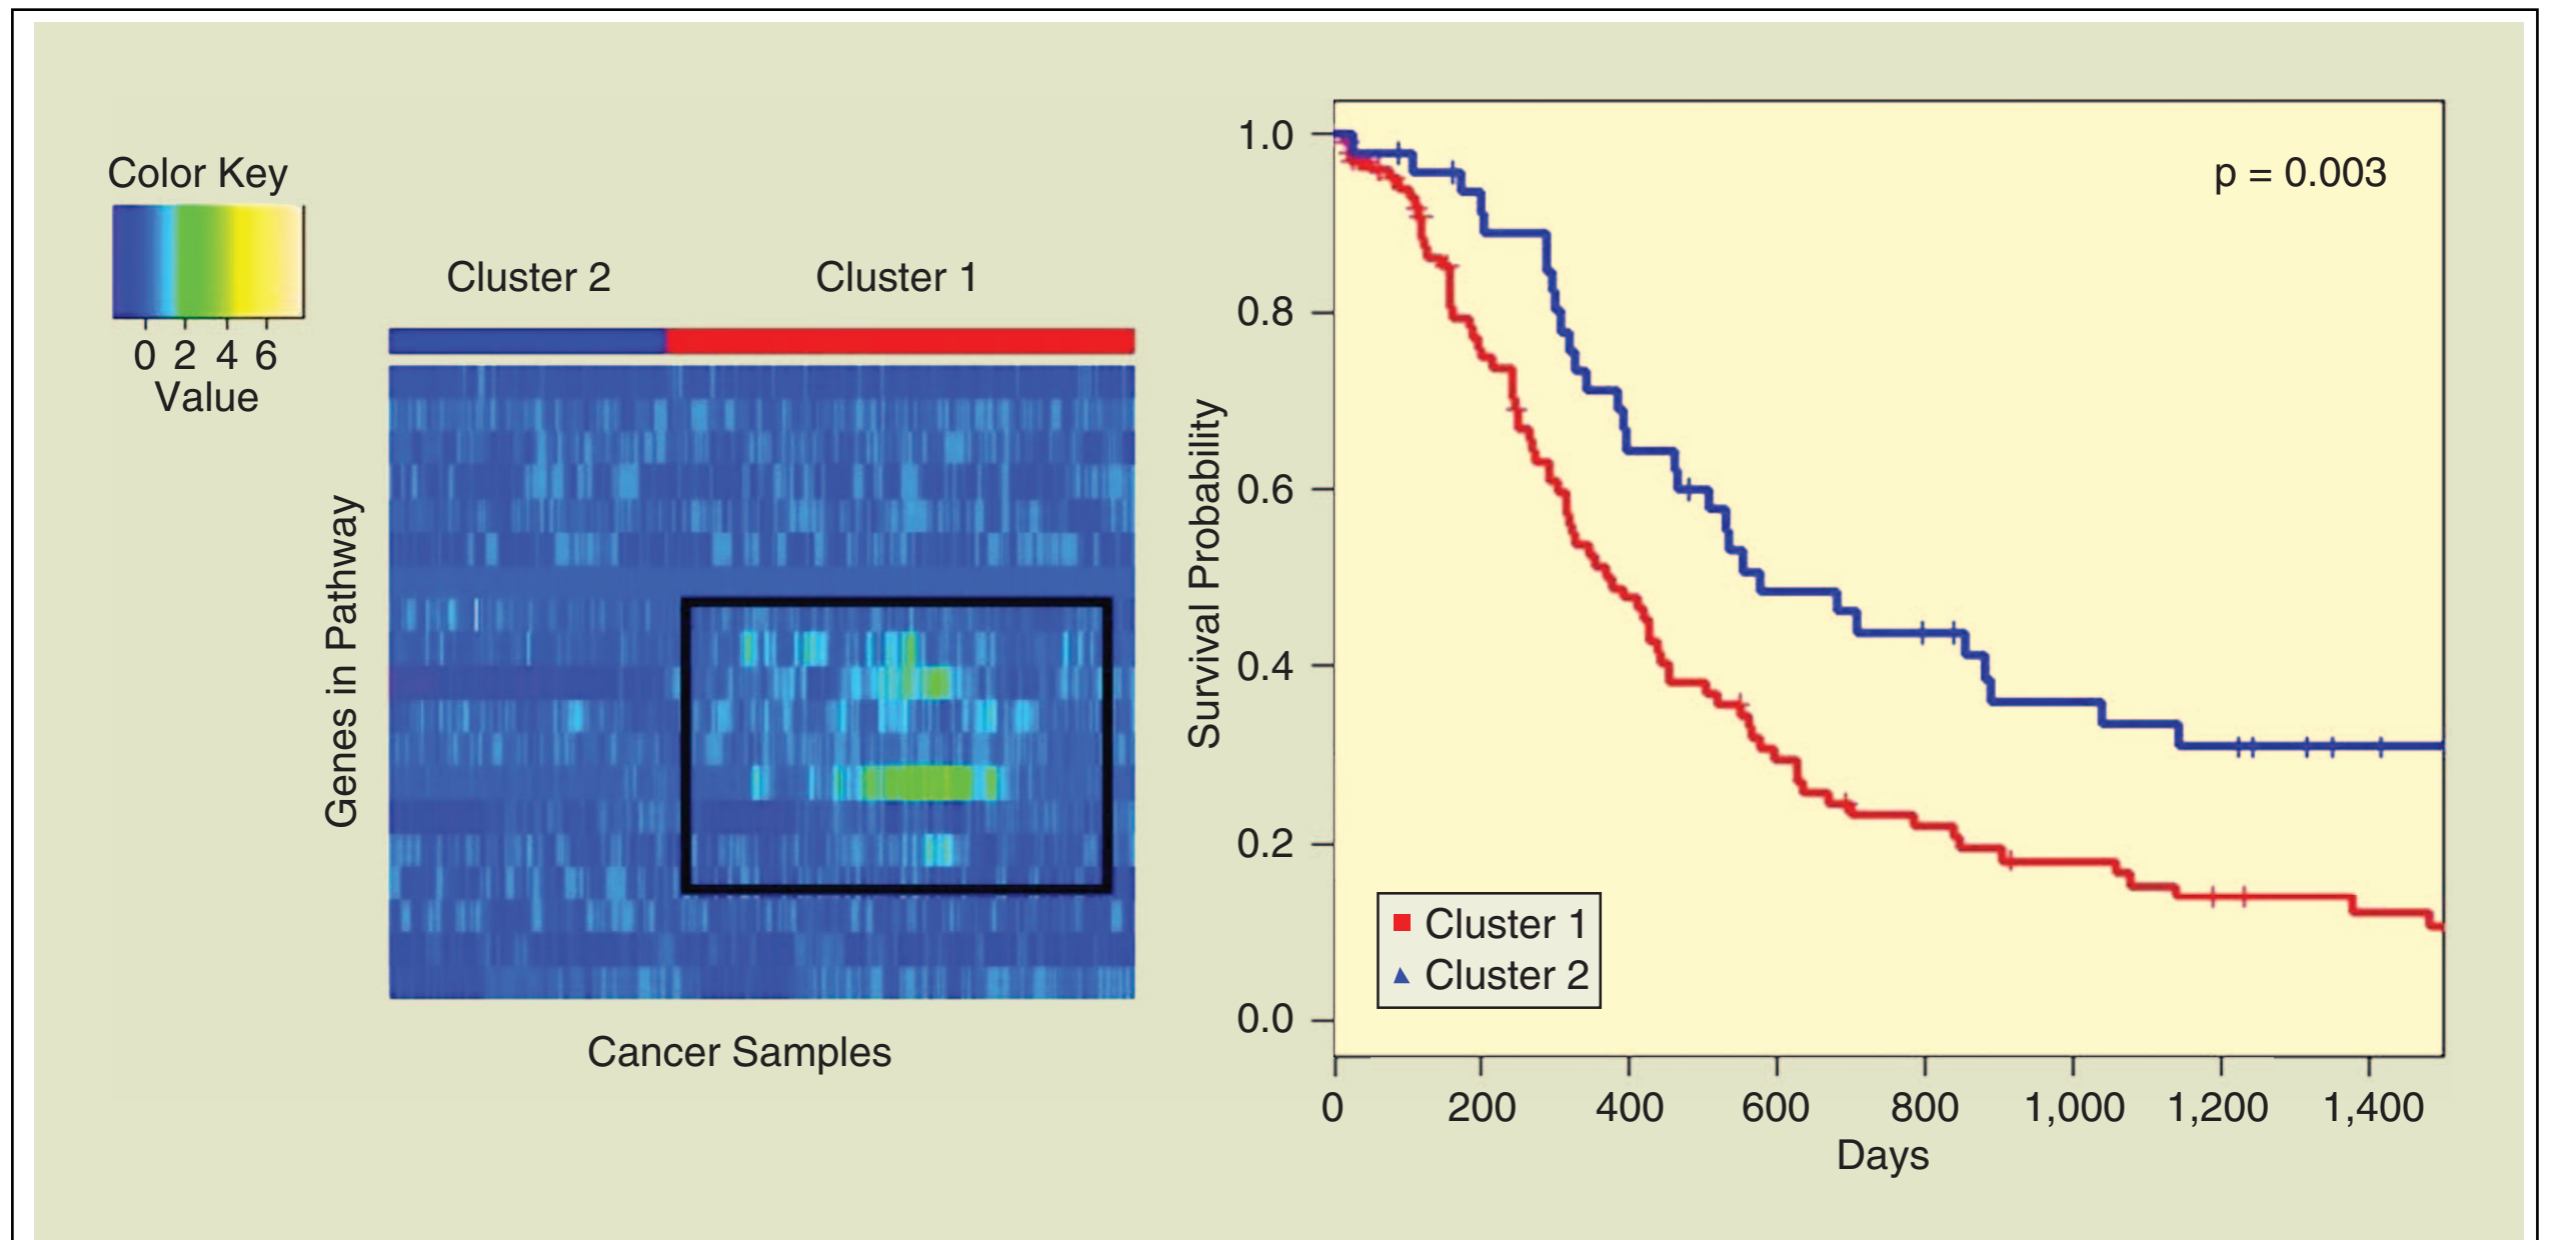 Color Key
0 2 4 6
Value
Cluster 2
Cluster 1
Genes in Pathway
Cancer Samples
Survival Probability
1.0
0.8
0.6
0.4
0.2
0.0
p = 0.003
Cluster 1
Cluster 2
0 200 400 600 800 1,000 1,200 1,400
Days